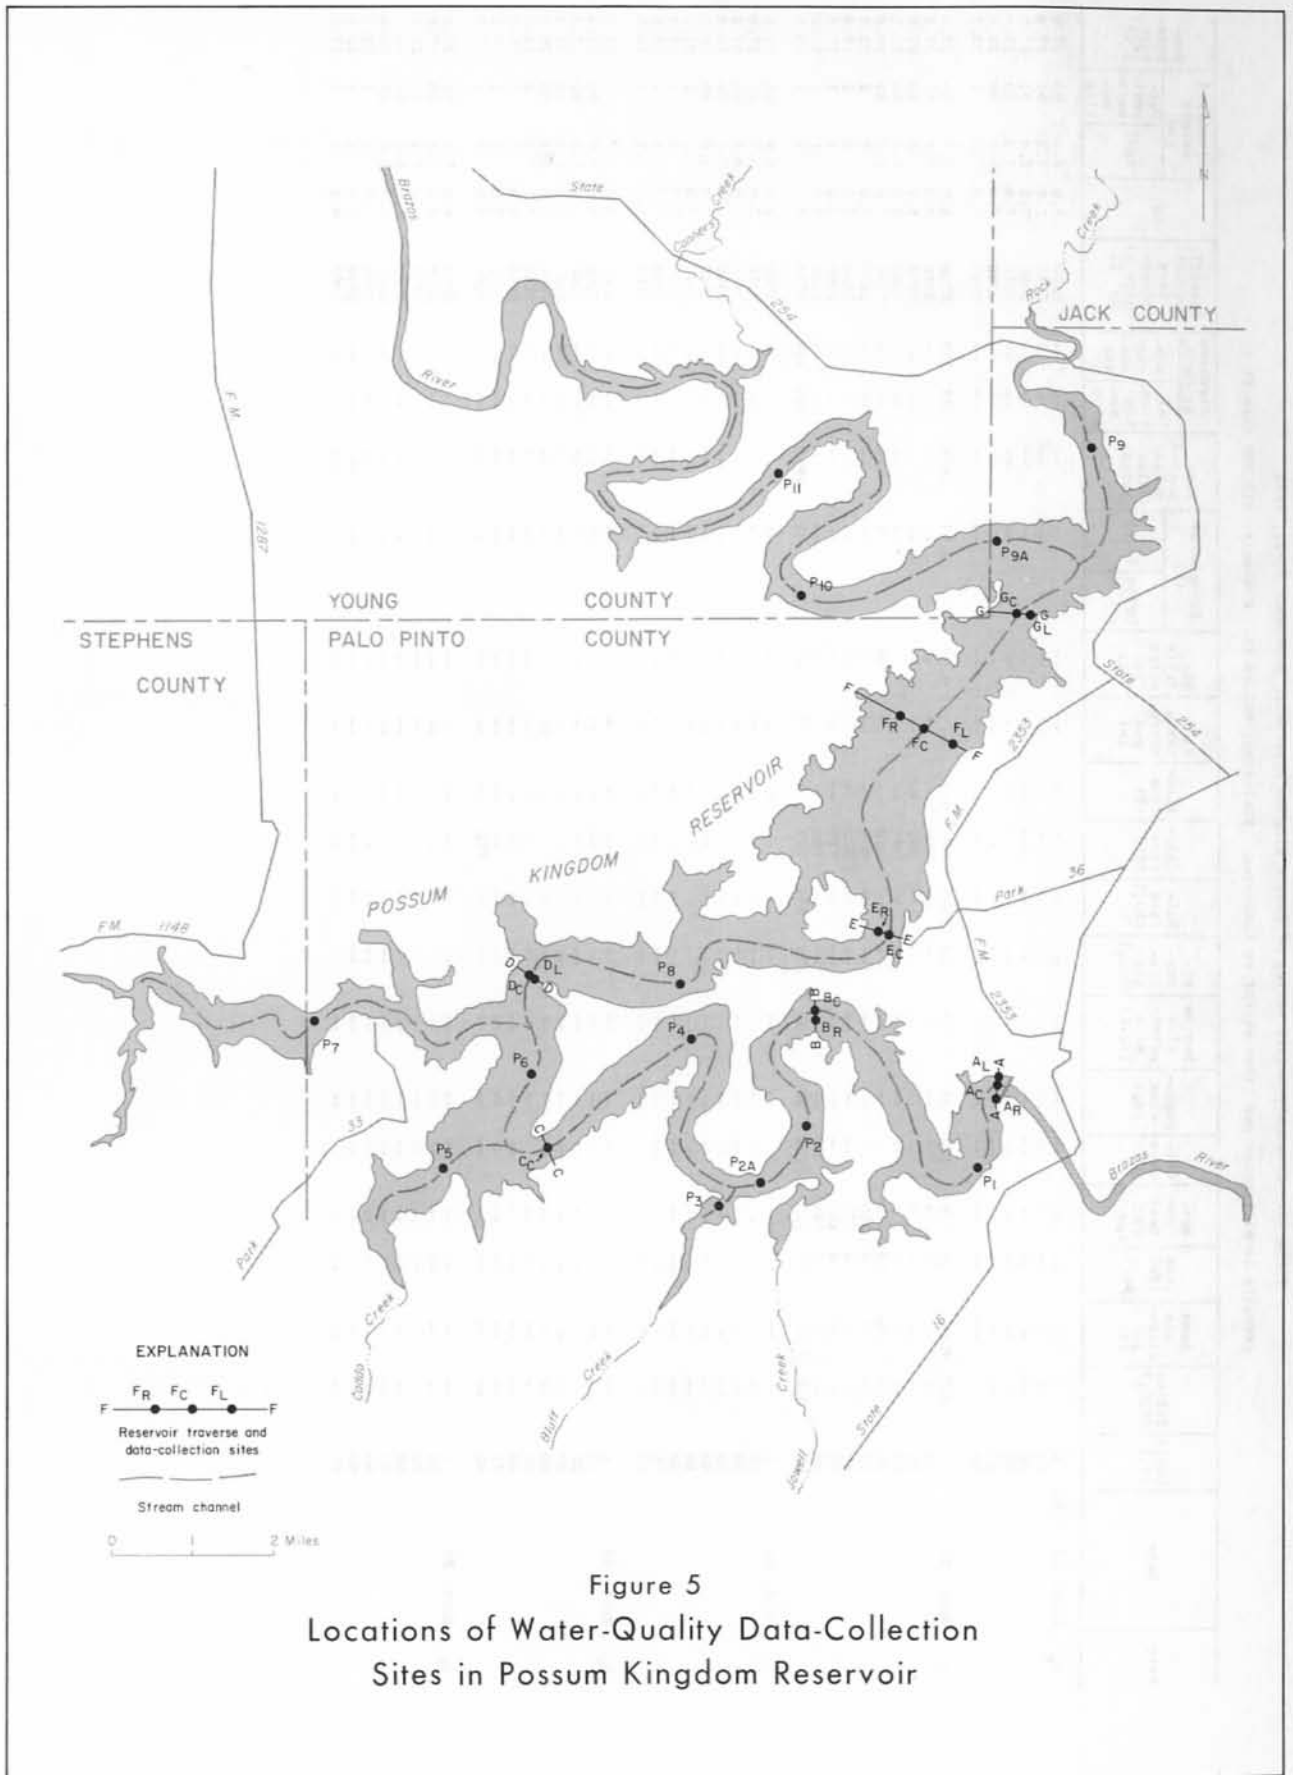 Brazos
River
State
Conners Creek
254
Rock Creek
N
JACK COUNTY
F. M.
1287
P9
P11
P9A
P10
YOUNG COUNTY
GC
G G
GL
STEPHENS
COUNTY
PALO PINTO COUNTY
State
254
F
FR FC FL
F
F.M. 2353
RESERVOIR
KINGDOM
POSSUM
Park 36
ER
E E
EC
F.M. 1148
F.M.
2353
D DL
DC D
P8
B BC
BR
B
P7
P4
P6
AL A
AC
A AR
33
Park
P5
C
CC
C
P2A
P2
P3
P1
Brazos River
Creek
Bluff Creek
Creek
Jowell
State 16
EXPLANATION
FR FC FL
F F
Reservoir traverse and
data-collection sites
Stream channel
0 1 2 Miles
Figure 5
Locations of Water-Quality Data-Collection
Sites in Possum Kingdom Reservoir